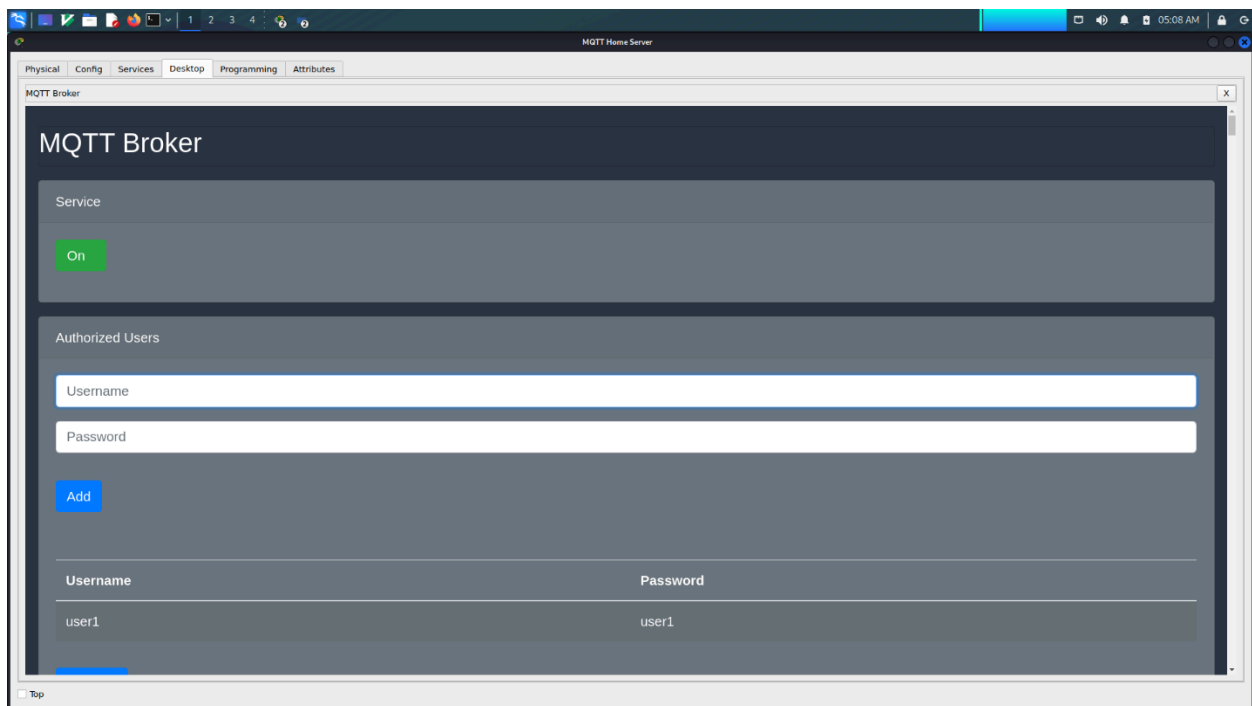 1 2 3 4
05:08 AM
MQTT Home Server
Physical Config Services Desktop Programming Attributes
MQTT Broker
X
MQTT Broker
Service
On
Authorized Users
Username
Password
Add
Username Password
user1 user1
Top